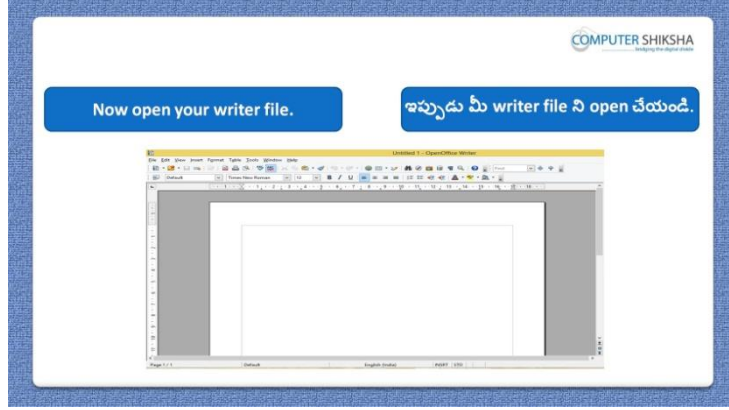 COMPUTER SHIKSHA
bridging the digital divide
Now open your writer file.
ఇప్పుడు మీ writer file ని open చేయండి.
Untitled 1 - OpenOffice Writer
File Edit View Insert Format Table Tools Window Help
Default Times New Roman 12
Page 1 / 1 Default English (India) INSRT STD